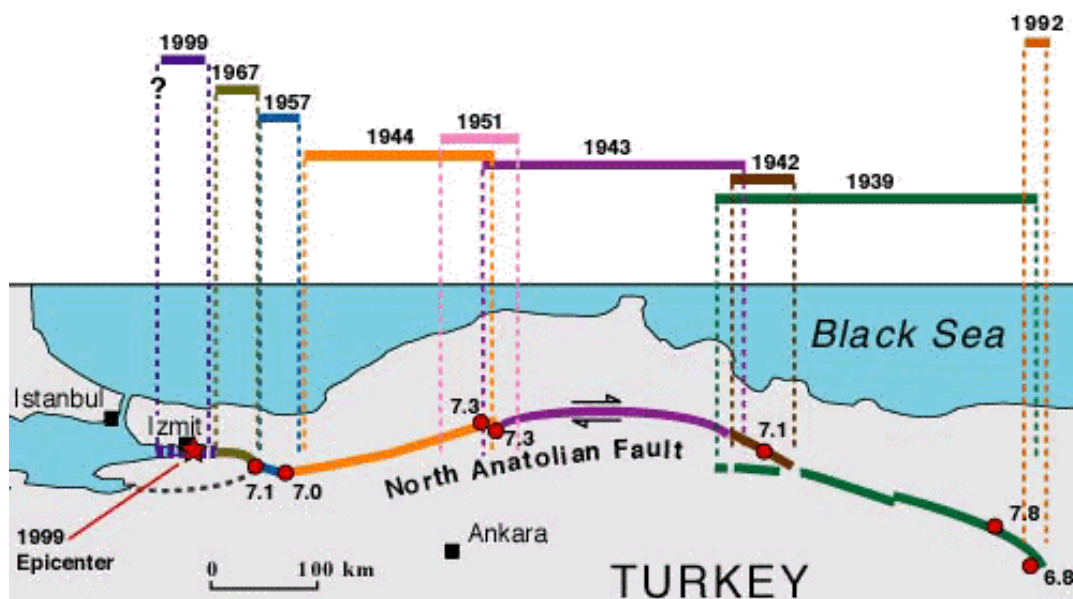 1992
1999
1967
?
1957
1951
1944
1943
1942
1939
Black Sea
Istanbul
Izmit
7.3
7.3
7.1
North Anatolian Fault
7.1
7.0
7.8
1999
Epicenter
Ankara
0 100 km
TURKEY
6.8